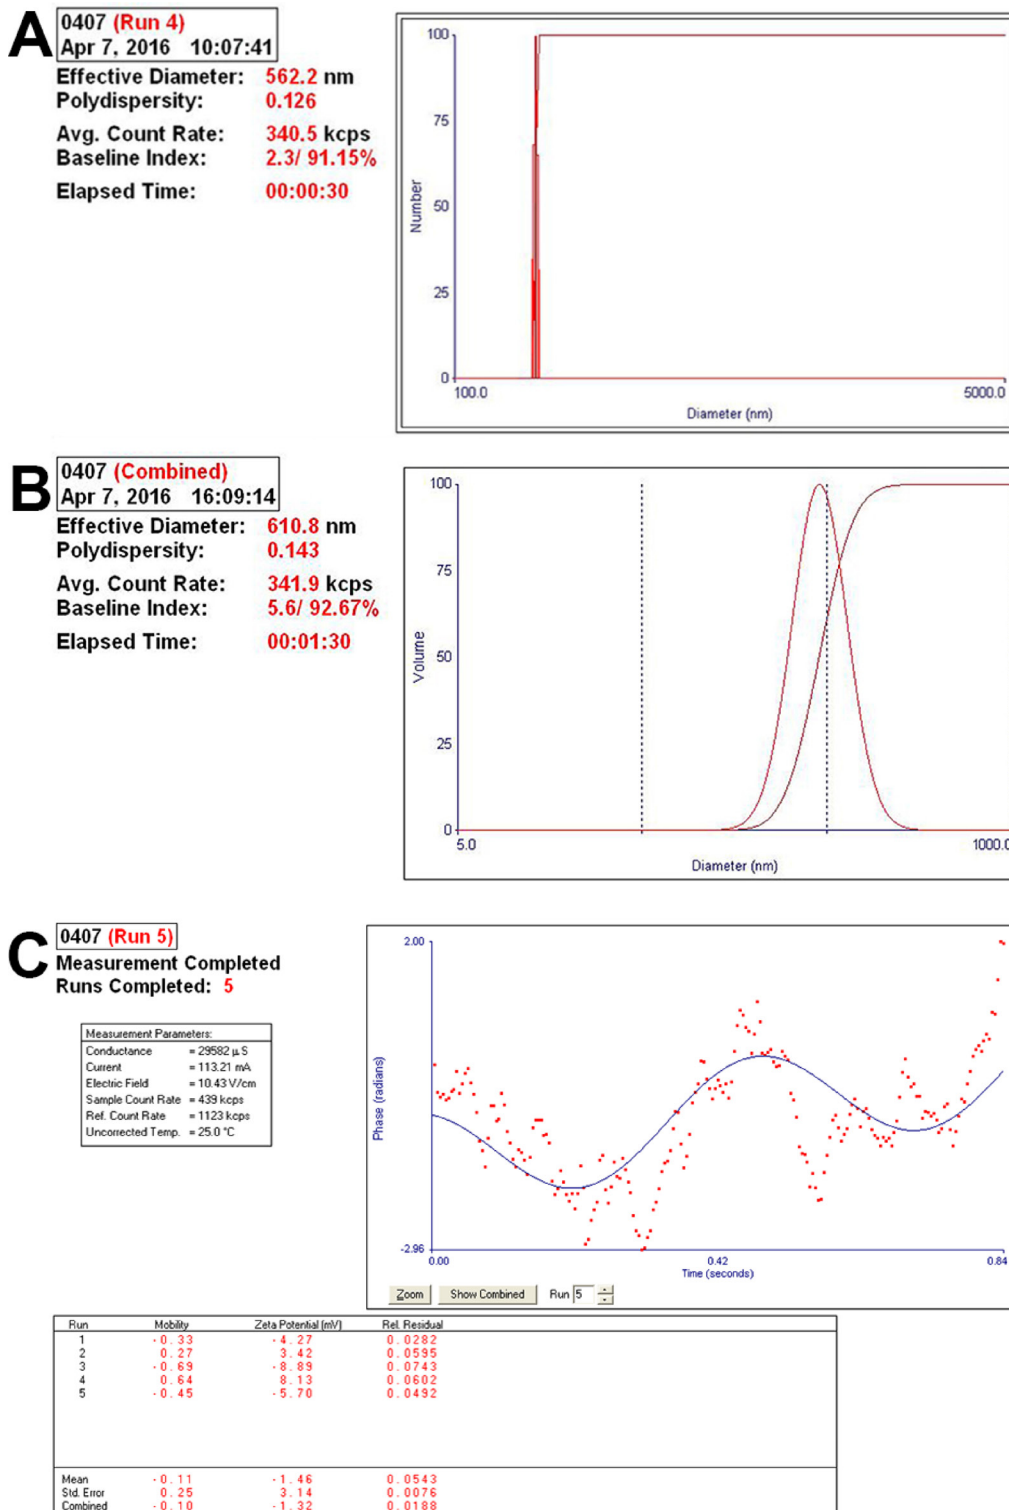 A
0407 (Run 4)
Apr 7, 2016 10:07:41
Effective Diameter: 562.2 nm
Polydispersity: 0.126
Avg. Count Rate: 340.5 kcps
Baseline Index: 2.3/ 91.15%
Elapsed Time: 00:00:30
100
75
50
25
0
Number
100.0
5000.0
Diameter (nm)
B
0407 (Combined)
Apr 7, 2016 16:09:14
Effective Diameter: 610.8 nm
Polydispersity: 0.143
Avg. Count Rate: 341.9 kcps
Baseline Index: 5.6/ 92.67%
Elapsed Time: 00:01:30
100
75
50
25
0
Volume
5.0
1000.0
Diameter (nm)
C
0407 (Run 5)
Measurement Completed
Runs Completed: 5
Measurement Parameters:
Conductance = 29582 µS
Current = 113.21 mA
Electric Field = 10.43 V/cm
Sample Count Rate = 439 kcps
Ref. Count Rate = 1123 kcps
Uncorrected Temp. = 25.0 °C
2.00
Phase (radians)
-2.96
0.00
0.42
0.84
Time (seconds)
Zoom Show Combined Run 5
Run Mobility Zeta Potential (mV) Rel. Residual
1 -0.33 -4.27 0.0282
2 0.27 3.42 0.0595
3 -0.69 -8.89 0.0743
4 0.64 8.13 0.0602
5 -0.45 -5.70 0.0492
Mean -0.11 -1.46 0.0543
Std. Error 0.25 3.14 0.0076
Combined -0.10 -1.32 0.0188